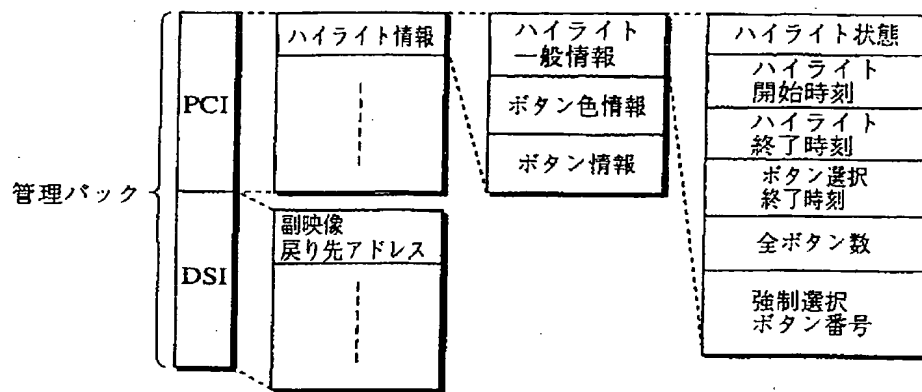 管理パック
PCI
DSI
ハイライト情報
副映像
戻り先アドレス
ハイライト
一般情報
ボタン色情報
ボタン情報
ハイライト状態
ハイライト
開始時刻
ハイライト
終了時刻
ボタン選択
終了時刻
全ボタン数
強制選択
ボタン番号